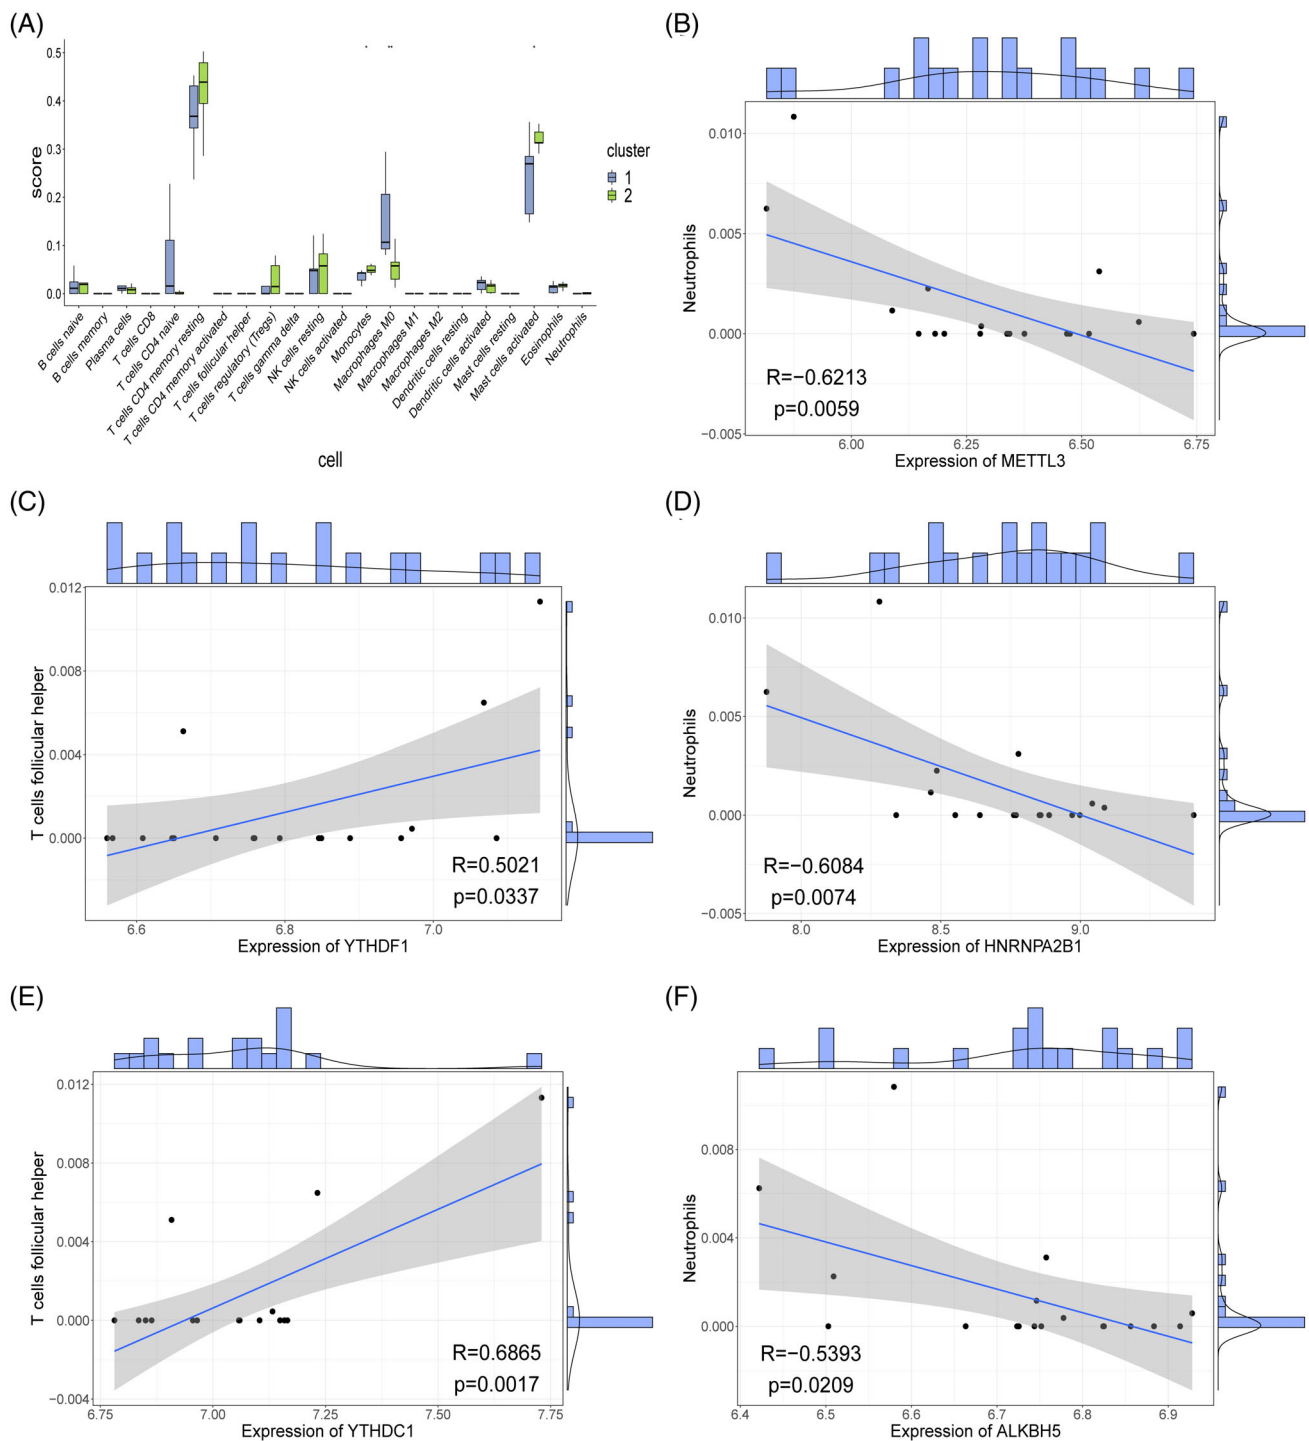 (A)
0.5
0.4
0.3
0.2
0.1
0.0
score
cluster
1
2
B cells naive
B cells memory
Plasma cells
T cells CD8
T cells CD4 naive
T cells CD4 memory resting
T cells CD4 memory activated
T cells follicular helper
T cells regulatory (Tregs)
T cells gamma delta
NK cells resting
NK cells activated
Monocytes
Macrophages M0
Macrophages M1
Macrophages M2
Dendritic cells resting
Dendritic cells activated
Mast cells resting
Mast cells activated
Eosinophils
Neutrophils
cell
(B)
0.010
0.005
0.000
−0.005
Neutrophils
R=−0.6213
p=0.0059
6.00 6.25 6.50 6.75
Expression of METTL3
(C)
0.012
0.008
0.004
0.000
T cells follicular helper
R=0.5021
p=0.0337
6.6 6.8 7.0
Expression of YTHDF1
(D)
0.010
0.005
0.000
−0.005
Neutrophils
R=−0.6084
p=0.0074
8.0 8.5 9.0
Expression of HNRNPA2B1
(E)
0.012
0.008
0.004
0.000
−0.004
T cells follicular helper
R=0.6865
p=0.0017
6.75 7.00 7.25 7.50 7.75
Expression of YTHDC1
(F)
0.008
0.004
0.000
Neutrophils
R=−0.5393
p=0.0209
6.4 6.5 6.6 6.7 6.8 6.9
Expression of ALKBH5